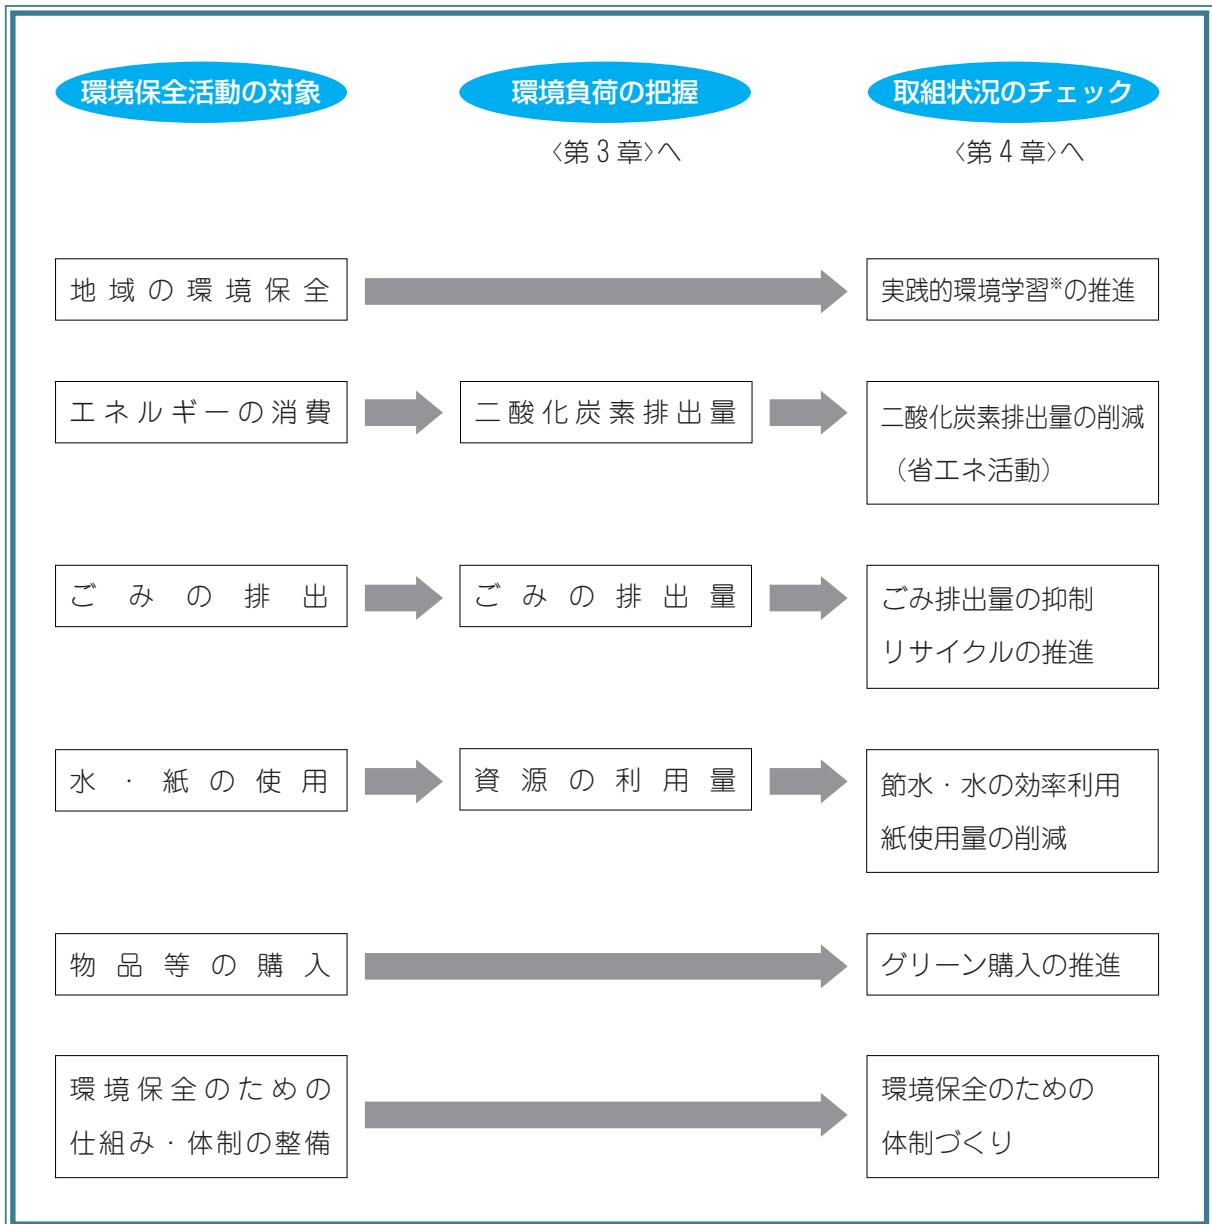 環境保全活動の対象
環境負荷の把握
取組状況のチェック
〈第3章〉へ
〈第4章〉へ
地域の環境保全
実践的環境学習※の推進
エネルギーの消費
二酸化炭素排出量
二酸化炭素排出量の削減
（省エネ活動）
ごみの排出
ごみの排出量
ごみ排出量の抑制
リサイクルの推進
水・紙の使用
資源の利用量
節水・水の効率利用
紙使用量の削減
物品等の購入
グリーン購入の推進
環境保全のための
仕組み・体制の整備
環境保全のための
体制づくり